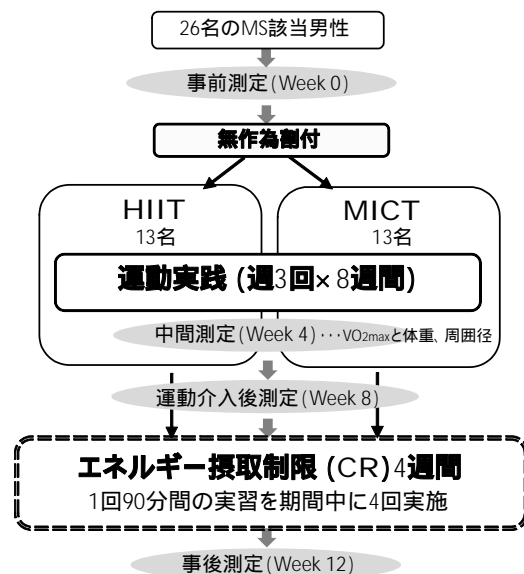 26名のMS該当男性
事前測定(Week 0)
無作為割付
HIIT
13名
MICT
13名
運動実践 (週3回×8週間)
中間測定(Week 4)･･･VO2maxと体重、周囲径
運動介入後測定(Week 8)
エネルギー摂取制限 (CR) 4週間
1回90分間の実習を期間中に4回実施
事後測定(Week 12)